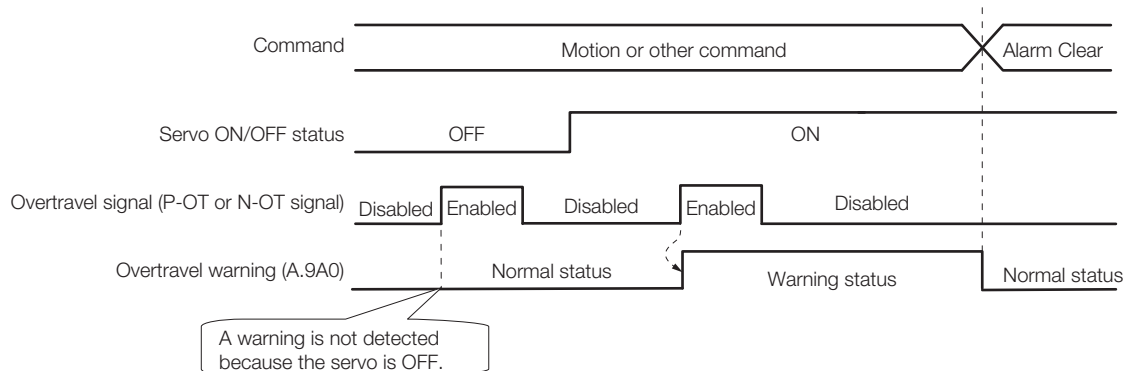 Command
Motion or other command
Alarm Clear
Servo ON/OFF status
OFF
ON
Overtravel signal (P-OT or N-OT signal)
Disabled
Enabled
Disabled
Enabled
Disabled
Overtravel warning (A.9A0)
Normal status
Warning status
Normal status
A warning is not detected
because the servo is OFF.